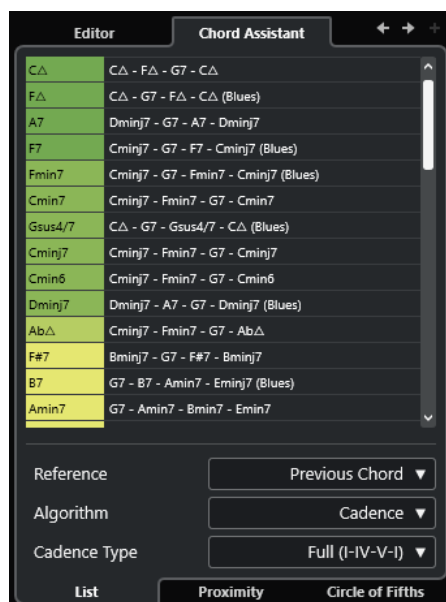 Editor Chord Assistant
C△ C△ - F△ - G7 - C△
F△ C△ - G7 - F△ - C△ (Blues)
A7 Dminj7 - G7 - A7 - Dminj7
F7 Cminj7 - G7 - F7 - Cminj7 (Blues)
Fmin7 Cminj7 - G7 - Fmin7 - Cminj7 (Blues)
Cmin7 Cminj7 - Fmin7 - G7 - Cmin7
Gsus4/7 C△ - G7 - Gsus4/7 - C△ (Blues)
Cminj7 Cminj7 - Fmin7 - G7 - Cminj7
Cmin6 Cminj7 - Fmin7 - G7 - Cmin6
Dminj7 Dminj7 - A7 - G7 - Dminj7 (Blues)
Ab△ Cminj7 - Fmin7 - G7 - Ab△
F#7 Bminj7 - G7 - F#7 - Bminj7
B7 G7 - B7 - Amin7 - Eminj7 (Blues)
Amin7 G7 - Amin7 - Bmin7 - Emin7
Reference Previous Chord
Algorithm Cadence
Cadence Type Full (I-IV-V-I)
List Proximity Circle of Fifths